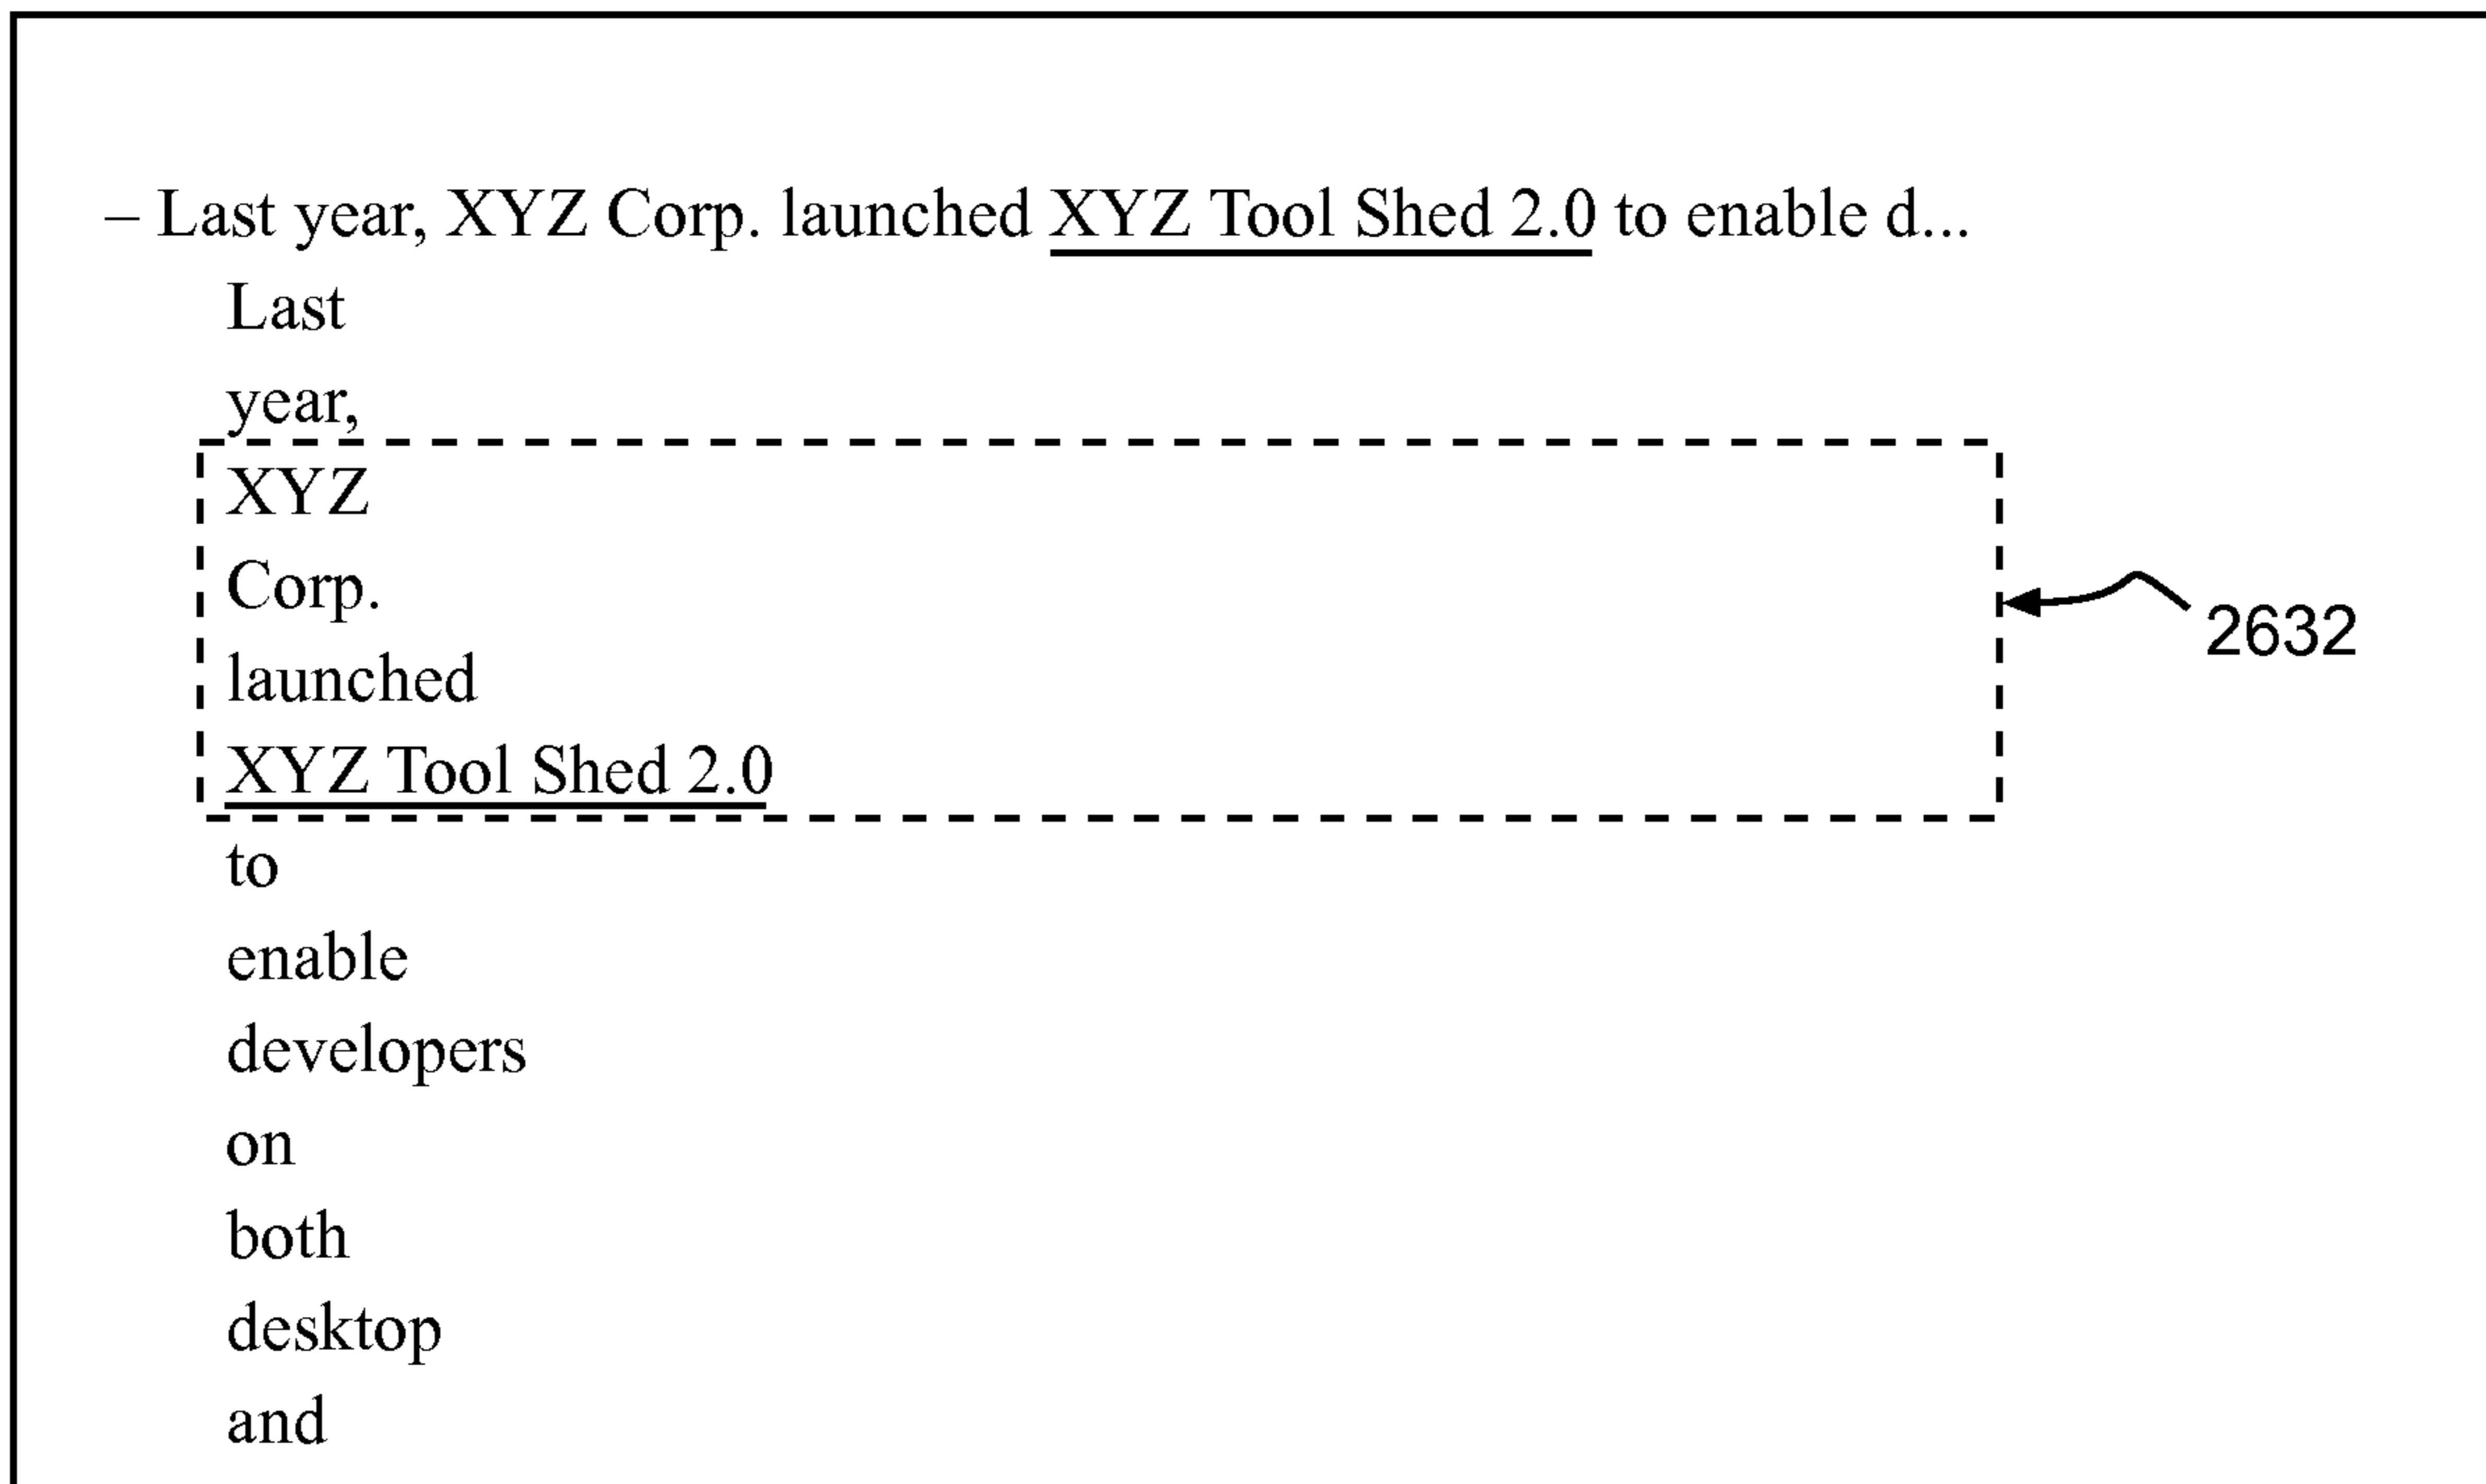 – Last year, XYZ Corp. launched XYZ Tool Shed 2.0 to enable d...
Last
year,
XYZ
Corp.
launched
2632
XYZ Tool Shed 2.0
to
enable
developers
on
both
desktop
and